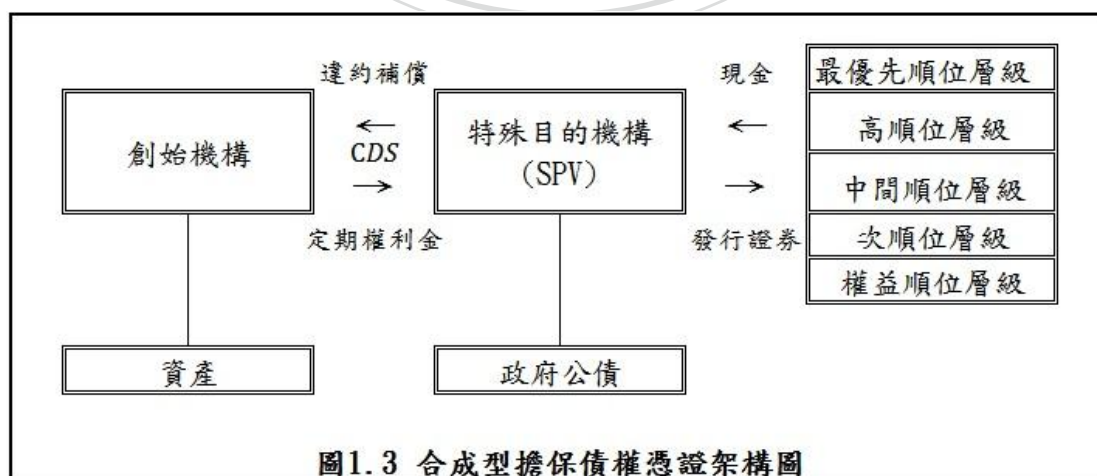 違約補償
現金
最優先順位層級
創始機構
CDS
特殊目的機構
(SPV)
高順位層級
中間順位層級
定期權利金
發行證券
次順位層級
權益順位層級
資產
政府公債
圖1.3 合成型擔保債權憑證架構圖